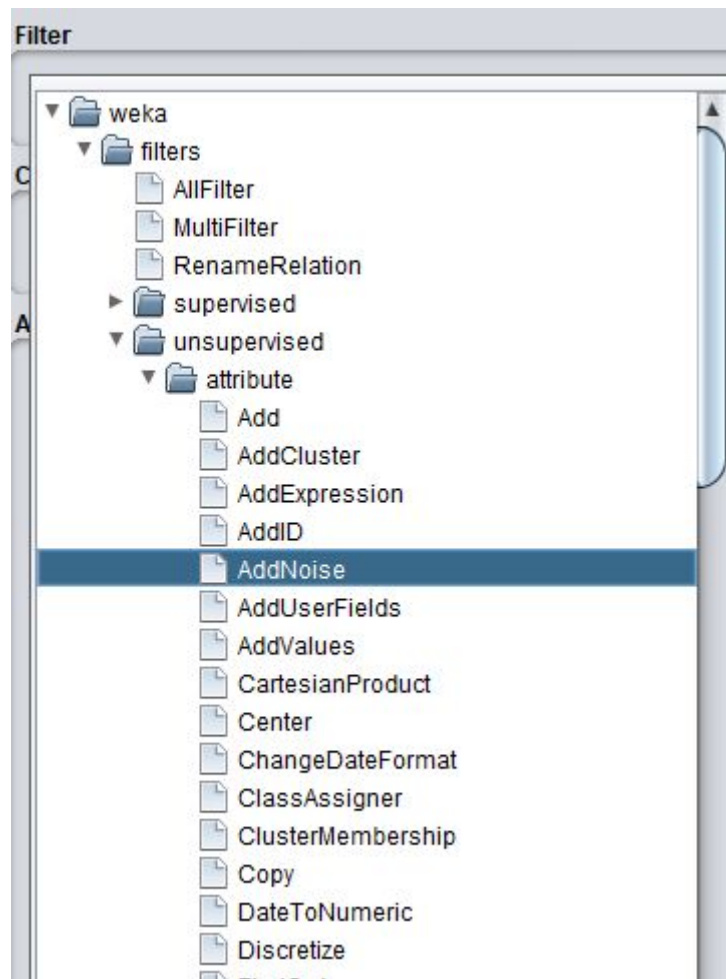 Filter
weka
filters
C
AllFilter
MultiFilter
RenameRelation
supervised
A
unsupervised
attribute
Add
AddCluster
AddExpression
AddID
AddNoise
AddUserFields
AddValues
CartesianProduct
Center
ChangeDateFormat
ClassAssigner
ClusterMembership
Copy
DateToNumeric
Discretize